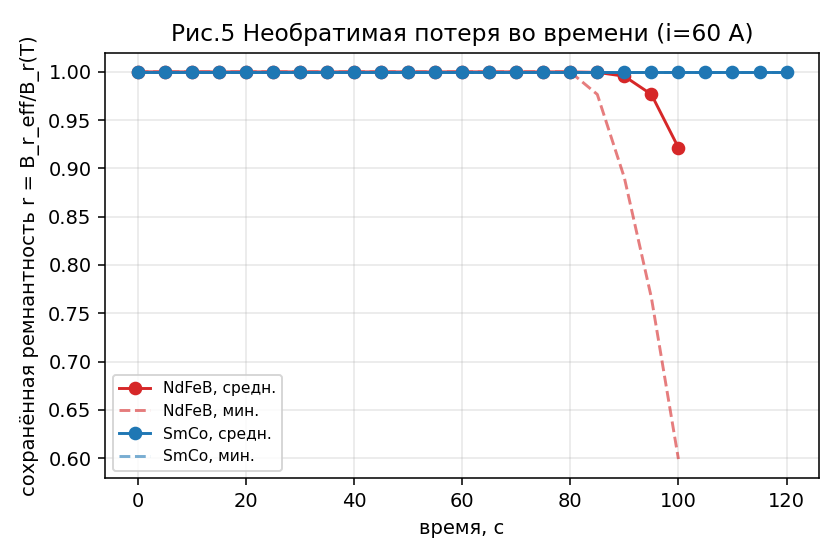 Рис.5 Необратимая потеря во времени (i=60 А)
сохранённая ремнантность r = B_r_eff/B_r(T)
1.00
0.95
0.90
0.85
0.80
0.75
0.70
0.65
0.60
NdFeB, средн.
NdFeB, мин.
SmCo, средн.
SmCo, мин.
0 20 40 60 80 100 120
время, с